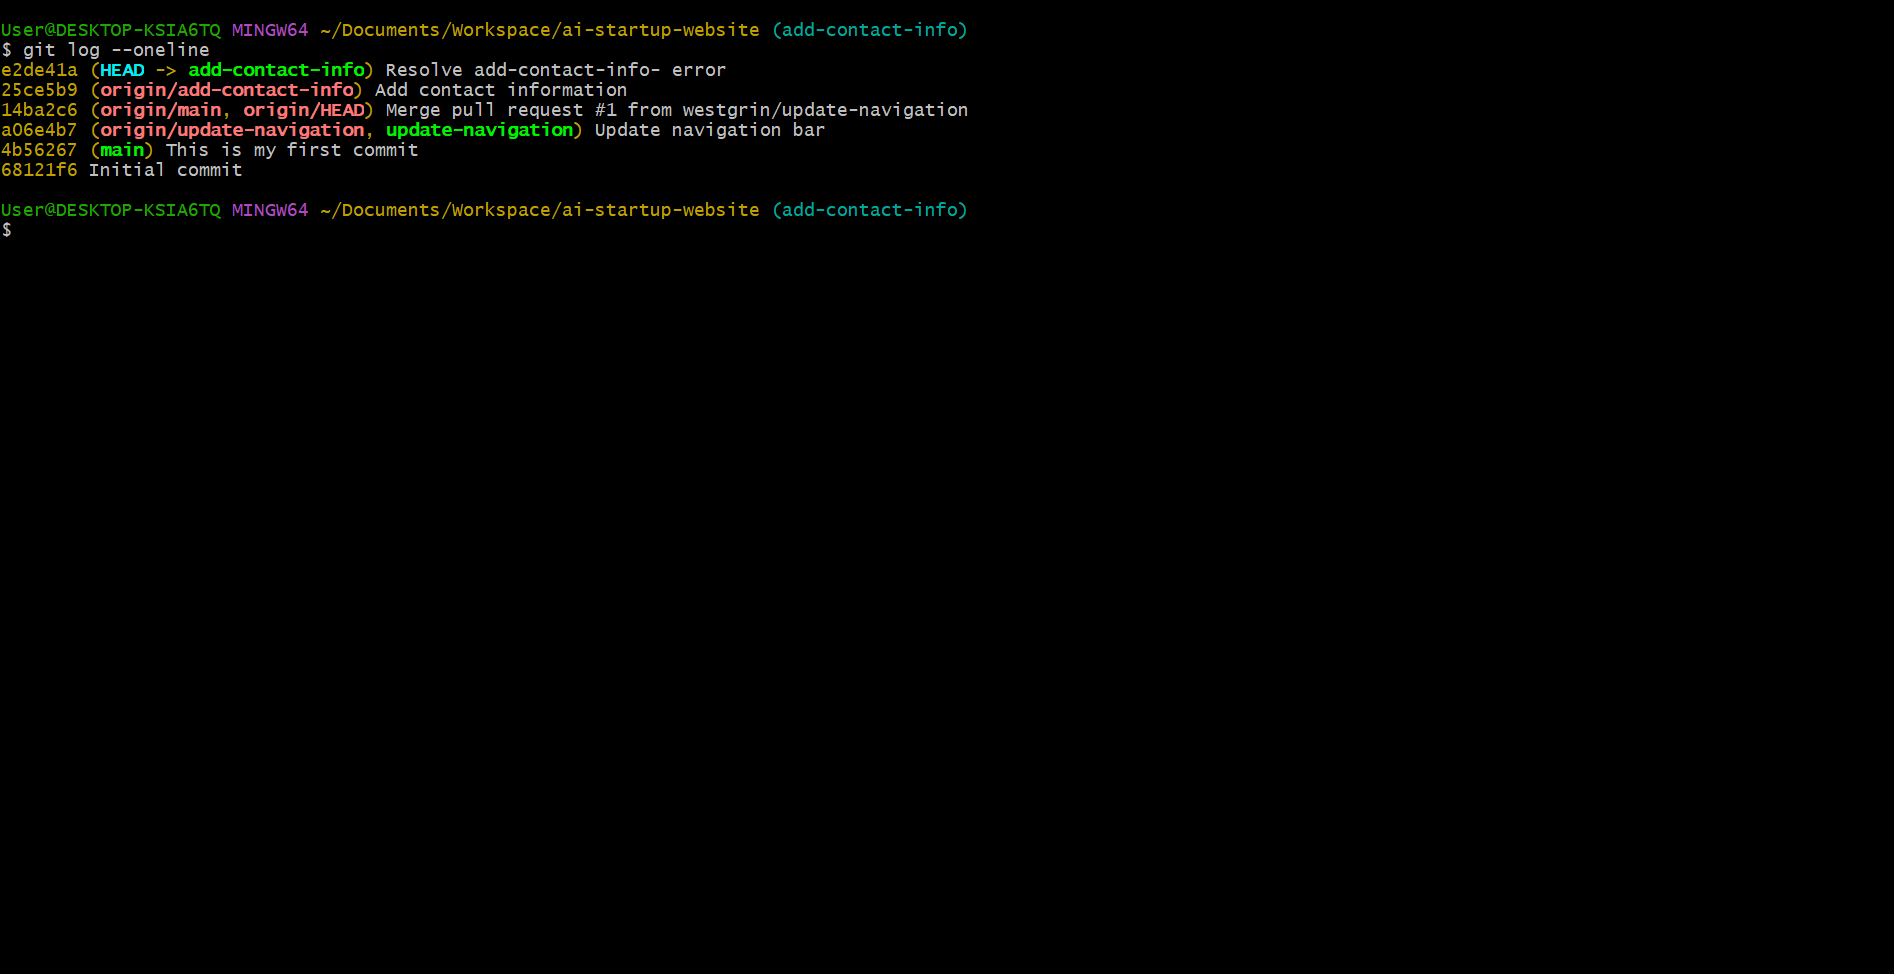 User@DESKTOP-KSIA6TQ MINGW64 ~/Documents/Workspace/ai-startup-website (add-contact-info)
$ git log --oneline
e2de41a (HEAD -> add-contact-info) Resolve add-contact-info- error
25ce5b9 (origin/add-contact-info) Add contact information
14ba2c6 (origin/main, origin/HEAD) Merge pull request #1 from westgrin/update-navigation
a06e4b7 (origin/update-navigation, update-navigation) Update navigation bar
4b56267 (main) This is my first commit
68121f6 Initial commit
User@DESKTOP-KSIA6TQ MINGW64 ~/Documents/Workspace/ai-startup-website (add-contact-info)
$